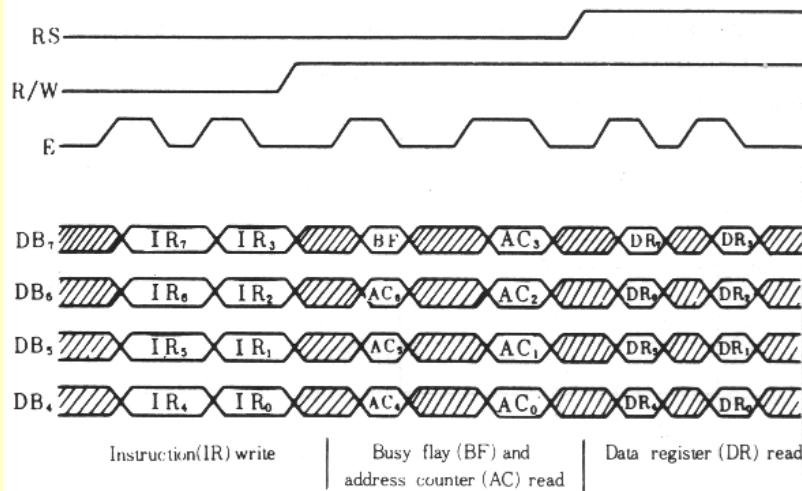 RS
R/W
E
DB₇ IR₇ IR₃ BF AC₃ DR₇ DR₃
DB₆ IR₆ IR₂ AC₆ AC₂ DR₆ DR₂
DB₅ IR₅ IR₁ AC₅ AC₁ DR₅ DR₁
DB₄ IR₄ IR₀ AC₄ AC₀ DR₄ DR₀
Instruction(IR) write
Busy flay (BF) and
address counter (AC) read
Data register (DR) read